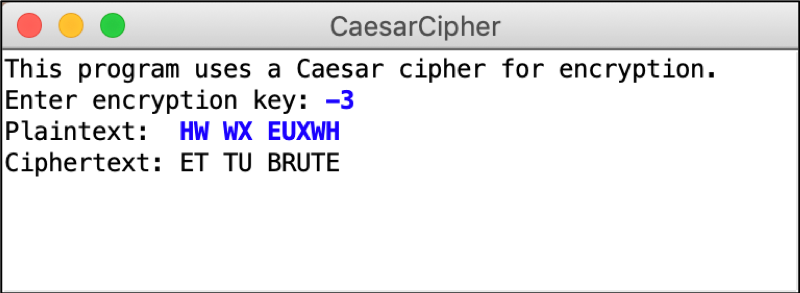 CaesarCipher
This program uses a Caesar cipher for encryption.
Enter encryption key: -3
Plaintext:  HW WX EUXWH
Ciphertext: ET TU BRUTE